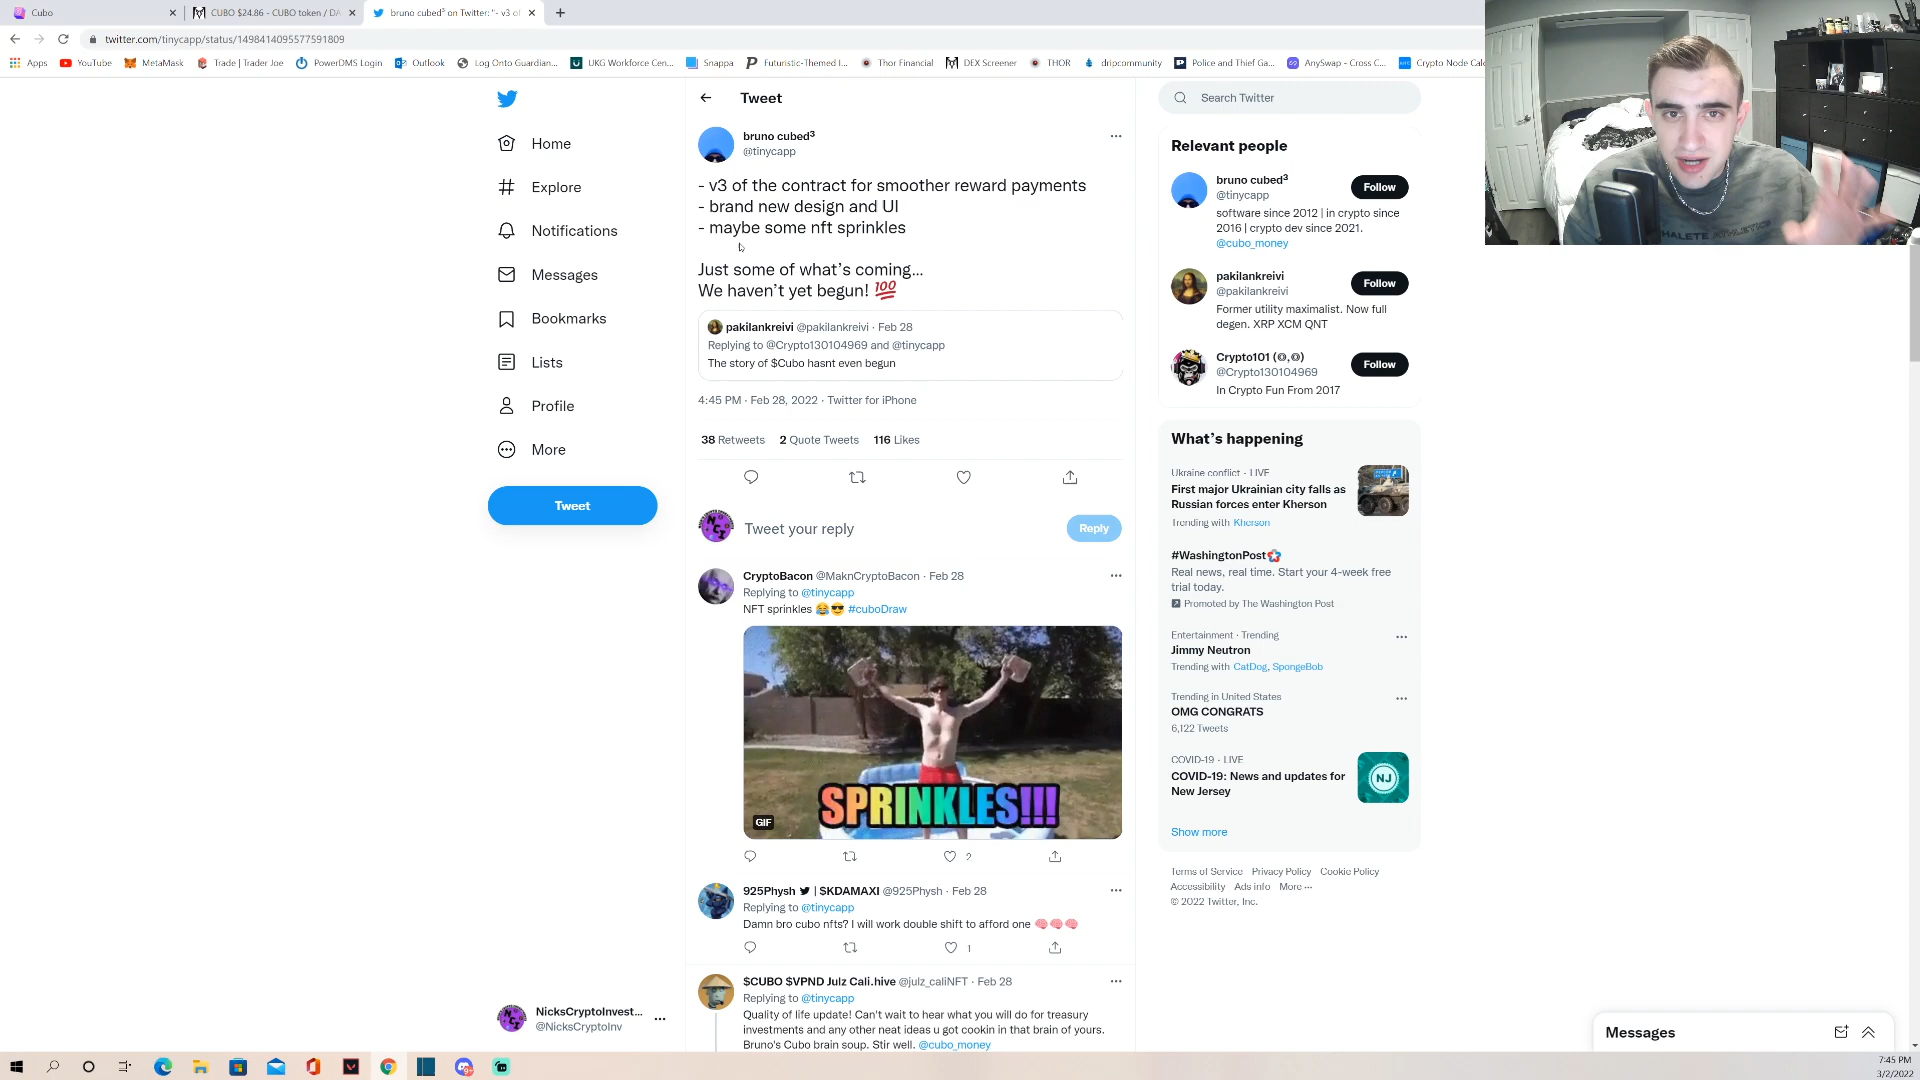 Cubo
CUBO $24.86 - CUBO token / DA
bruno cubed³ on Twitter: "- v3 of
twitter.com/tinycapp/status/1498414095577591809
Apps YouTube MetaMask Trade | Trader Joe PowerDMS Login Outlook Log Onto Guardian... UKG Workforce Cen... Snappa Futuristic-Themed I... Thor Financial DEX Screener THOR dripcommunity Police and Thief Ga... AnySwap - Cross C... Crypto Node Calc
Home
Explore
Notifications
Messages
Bookmarks
Lists
Profile
More
Tweet
NicksCryptoInvest...
@NicksCryptoInv
Tweet
bruno cubed³
@tinycapp
- v3 of the contract for smoother reward payments
- brand new design and UI
- maybe some nft sprinkles
Just some of what's coming...
We haven't yet begun! 💯
pakilankreivi @pakilankreivi · Feb 28
Replying to @Crypto130104969 and @tinycapp
The story of $Cubo hasnt even begun
4:45 PM · Feb 28, 2022 · Twitter for iPhone
38 Retweets 2 Quote Tweets 116 Likes
Tweet your reply
Reply
CryptoBacon @MaknCryptoBacon · Feb 28
Replying to @tinycapp
NFT sprinkles 😂😎 #cuboDraw
SPRINKLES!!!
GIF
2
925Physh | $KDAMAXI @925Physh · Feb 28
Replying to @tinycapp
Damn bro cubo nfts? I will work double shift to afford one 🧠🧠🧠
1
$CUBO $VPND Julz Cali.hive @julz_caliNFT · Feb 28
Replying to @tinycapp
Quality of life update! Can't wait to hear what you will do for treasury
investments and any other neat ideas u got cookin in that brain of yours.
Bruno's Cubo brain soup. Stir well. @cubo_money
Search Twitter
Relevant people
bruno cubed³
@tinycapp
Follow
software since 2012 | in crypto since
2016 | crypto dev since 2021.
@cubo_money
pakilankreivi
@pakilankreivi
Follow
Former utility maximalist. Now full
degen. XRP XCM QNT
Crypto101 (◎,◎)
@Crypto130104969
Follow
In Crypto Fun From 2017
What's happening
Ukraine conflict · LIVE
First major Ukrainian city falls as
Russian forces enter Kherson
Trending with Kherson
#WashingtonPost
Real news, real time. Start your 4-week free
trial today.
Promoted by The Washington Post
Entertainment · Trending
Jimmy Neutron
Trending with CatDog, SpongeBob
Trending in United States
OMG CONGRATS
6,122 Tweets
COVID-19 · LIVE
COVID-19: News and updates for
New Jersey
NJ
Show more
Terms of Service Privacy Policy Cookie Policy
Accessibility Ads info More ···
© 2022 Twitter, Inc.
Messages
7:45 PM
3/2/2022